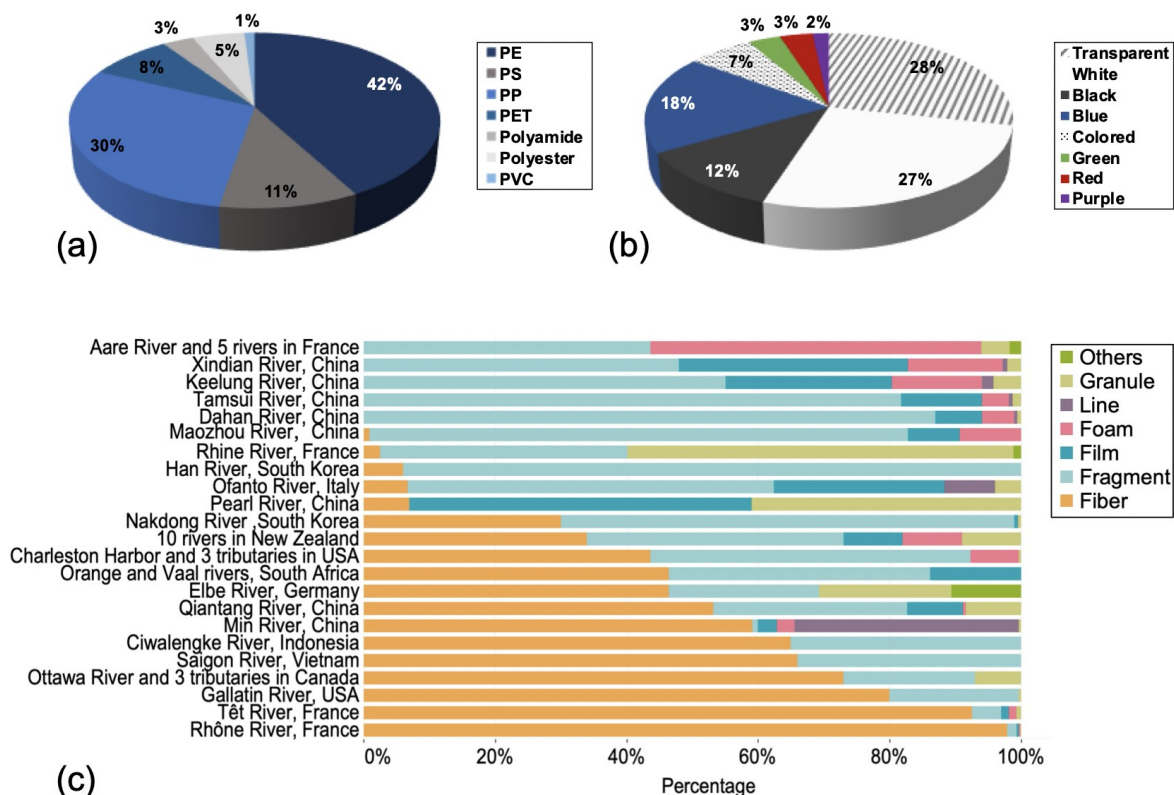 3%
1%
5%
8%
42%
30%
11%
PE
PS
PP
PET
Polyamide
Polyester
PVC
(a)
3%
3%
2%
7%
28%
18%
12%
27%
Transparent
White
Black
Blue
Colored
Green
Red
Purple
(b)
Aare River and 5 rivers in France
Xindian River, China
Keelung River, China
Tamsui River, China
Dahan River, China
Maozhou River, China
Rhine River, France
Han River, South Korea
Ofanto River, Italy
Pearl River, China
Nakdong River ,South Korea
10 rivers in New Zealand
Charleston Harbor and 3 tributaries in USA
Orange and Vaal rivers, South Africa
Elbe River, Germany
Qiantang River, China
Min River, China
Ciwalengke River, Indonesia
Saigon River, Vietnam
Ottawa River and 3 tributaries in Canada
Gallatin River, USA
Têt River, France
Rhône River, France
Others
Granule
Line
Foam
Film
Fragment
Fiber
0% 20% 40% 60% 80% 100%
Percentage
(c)